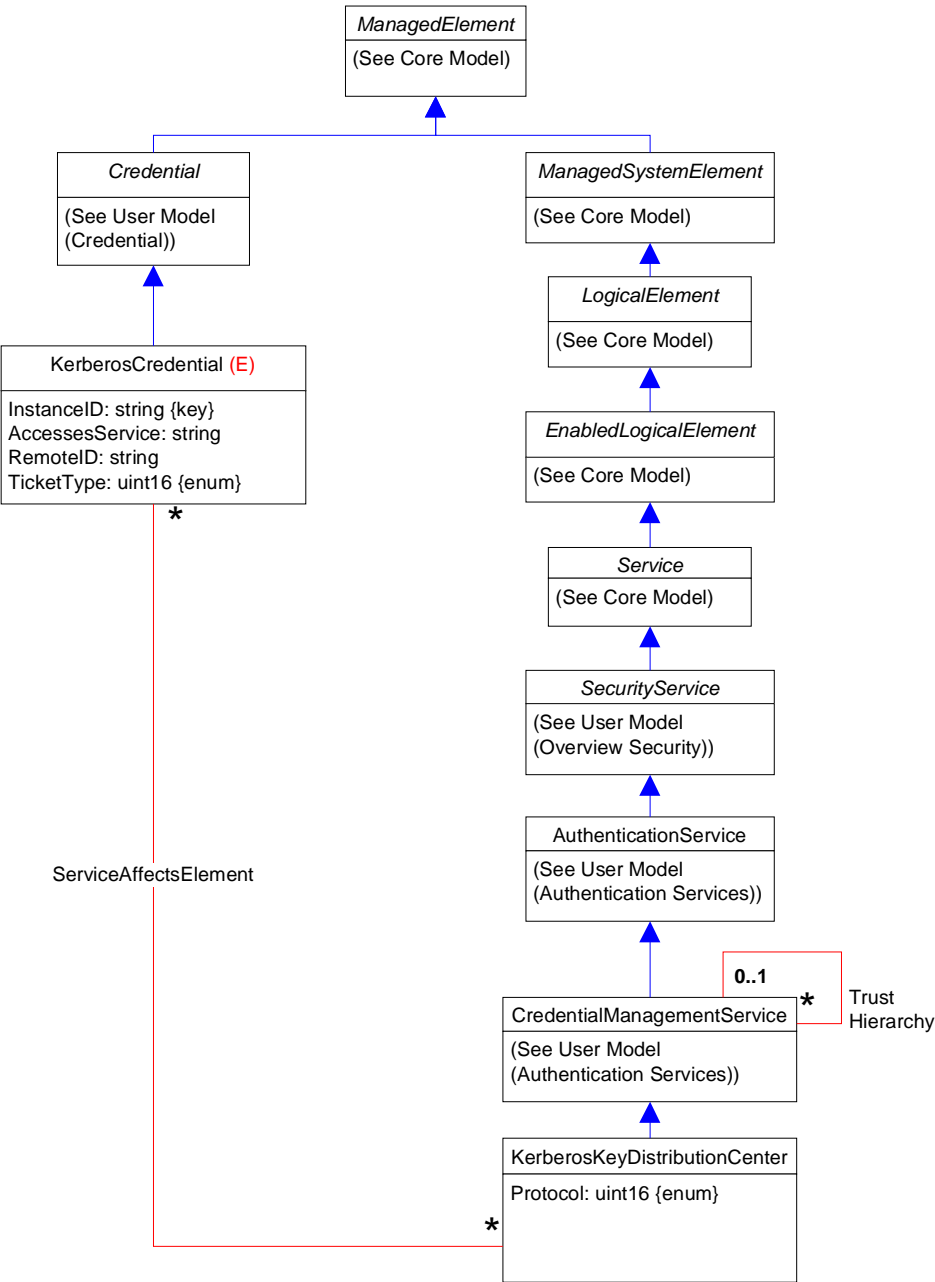 ManagedElement
(See Core Model)
Credential
(See User Model
(Credential))
ManagedSystemElement
(See Core Model)
LogicalElement
(See Core Model)
KerberosCredential (E)
InstanceID: string {key}
AccessesService: string
RemoteID: string
TicketType: uint16 {enum}
*
EnabledLogicalElement
(See Core Model)
Service
(See Core Model)
SecurityService
(See User Model
(Overview Security))
AuthenticationService
(See User Model
(Authentication Services))
ServiceAffectsElement
0..1
*
Trust
Hierarchy
CredentialManagementService
(See User Model
(Authentication Services))
KerberosKeyDistributionCenter
Protocol: uint16 {enum}
*